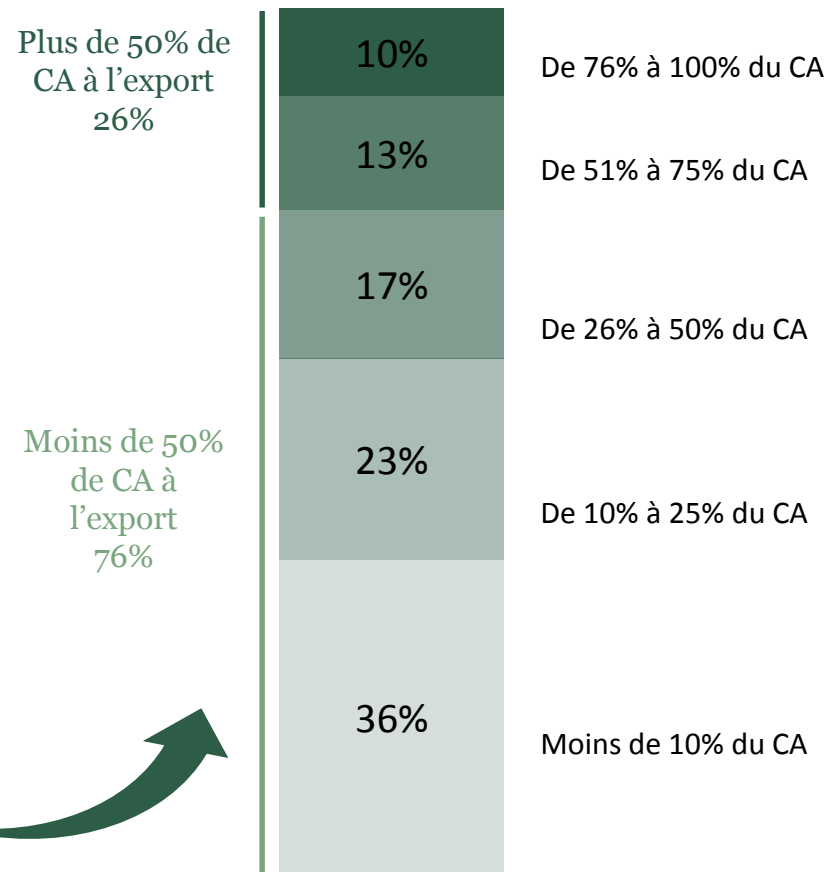 Plus de 50% de
CA à l’export
26%
10%
De 76% à 100% du CA
13%
De 51% à 75% du CA
17%
De 26% à 50% du CA
Moins de 50%
de CA à
l’export
76%
23%
De 10% à 25% du CA
36%
Moins de 10% du CA